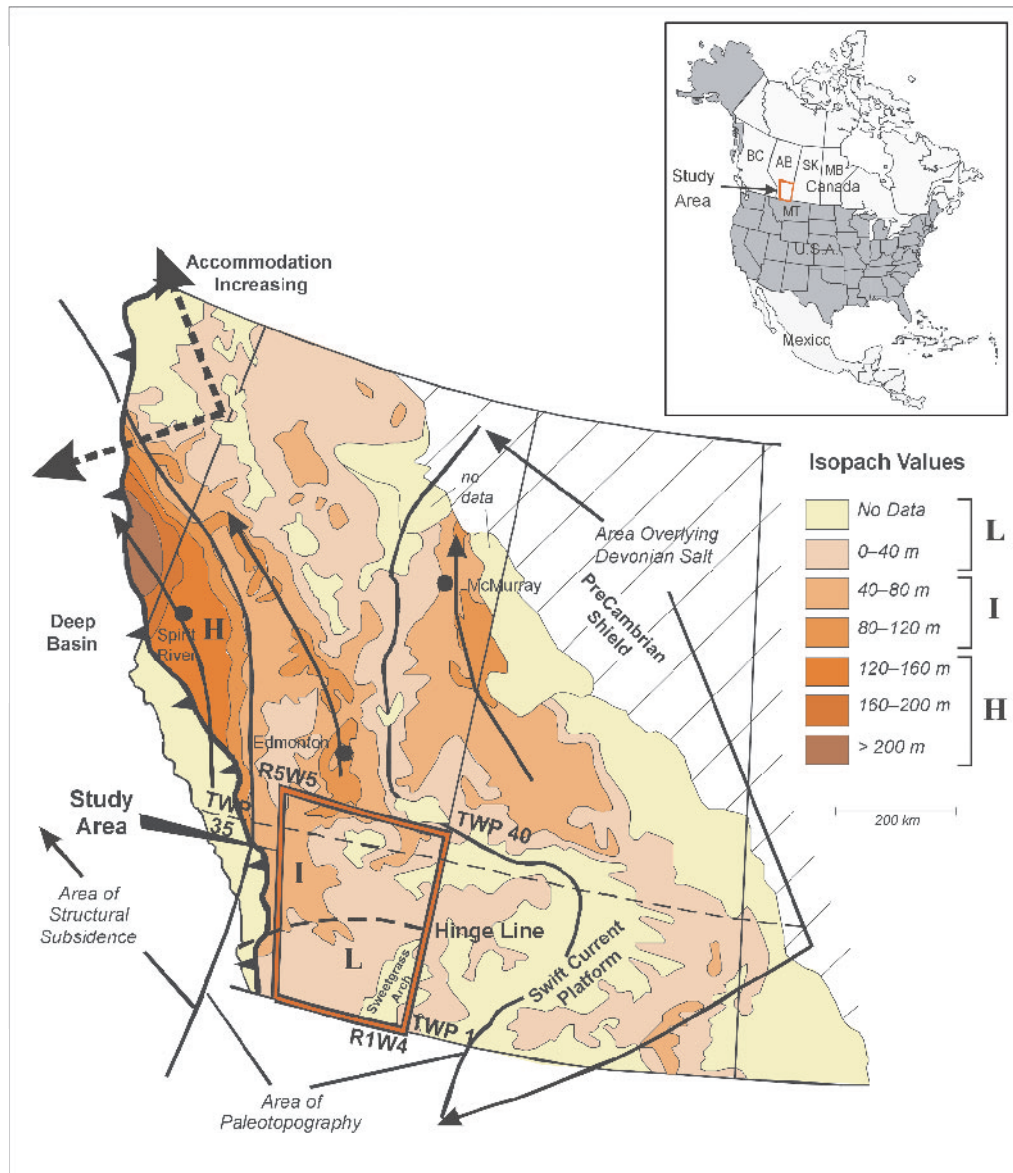 BC
AB
SK
MB
Canada
Study
Area
MT
U.S.A.
Mexico
Accommodation
Increasing
Isopach Values
No Data
0–40 m
L
40–80 m
80–120 m
I
120–160 m
160–200 m
> 200 m
H
200 km
no
data
Area Overlying
Devonian Salt
PreCambrian
Shield
McMurray
Deep
Basin
H
Spirit
River
Edmonton
R5W5
TWP
35
TWP 40
Study
Area
I
Area of
Structural
Subsidence
Hinge Line
L
Sweetgrass
Arch
Swift Current
Platform
TWP 1
R1W4
Area of
Paleotopography